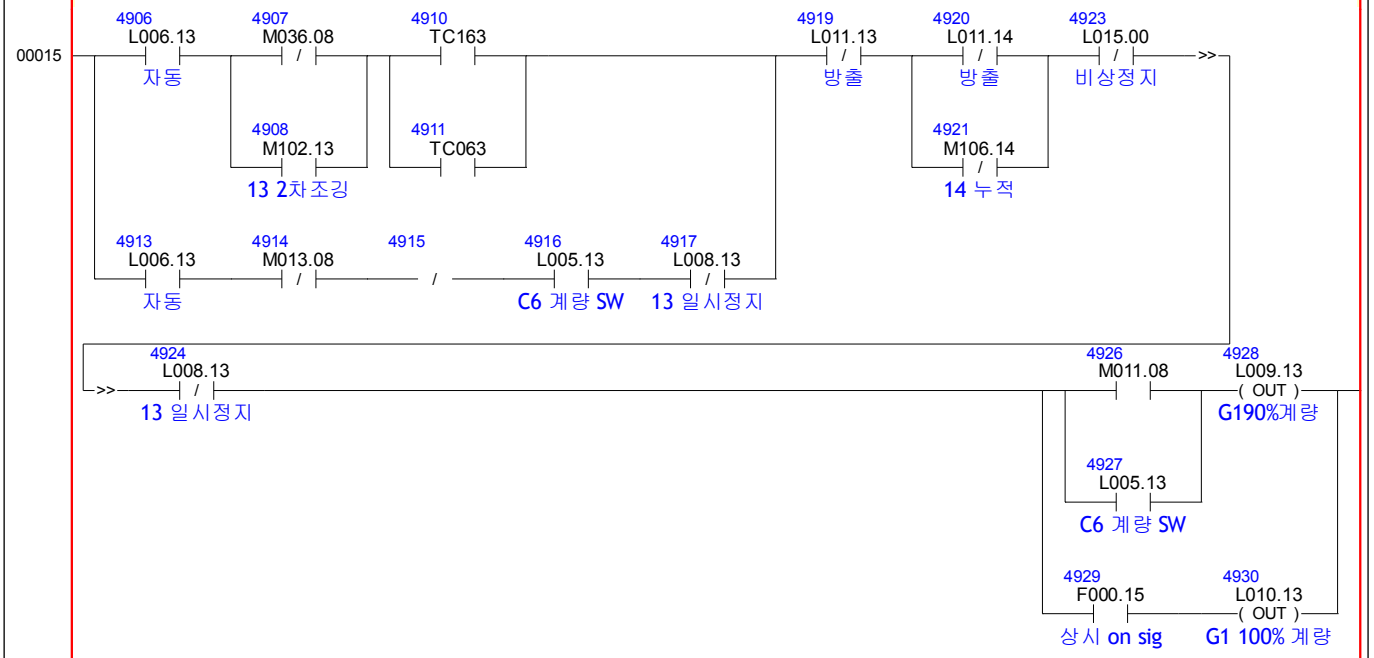 4906 4907 4910 4919 4920 4923
L006.13 M036.08 TC163 L011.13 L011.14 L015.00
00015 / / / / >>
자동 방출 방출 비상정지
4908 4911 4921
M102.13 TC063 M106.14
/
13 2차조깅 14 누적
4913 4914 4915 4916 4917
L006.13 M013.08 L005.13 L008.13
/ / /
자동 C6 계량 SW 13 일시정지
4924 4926 4928
L008.13 M011.08 L009.13
>> / ( OUT )
13 일시정지 G190%계량
4927
L005.13
C6 계량 SW
4929 4930
F000.15 L010.13
( OUT )
상시 on sig G1 100% 계량